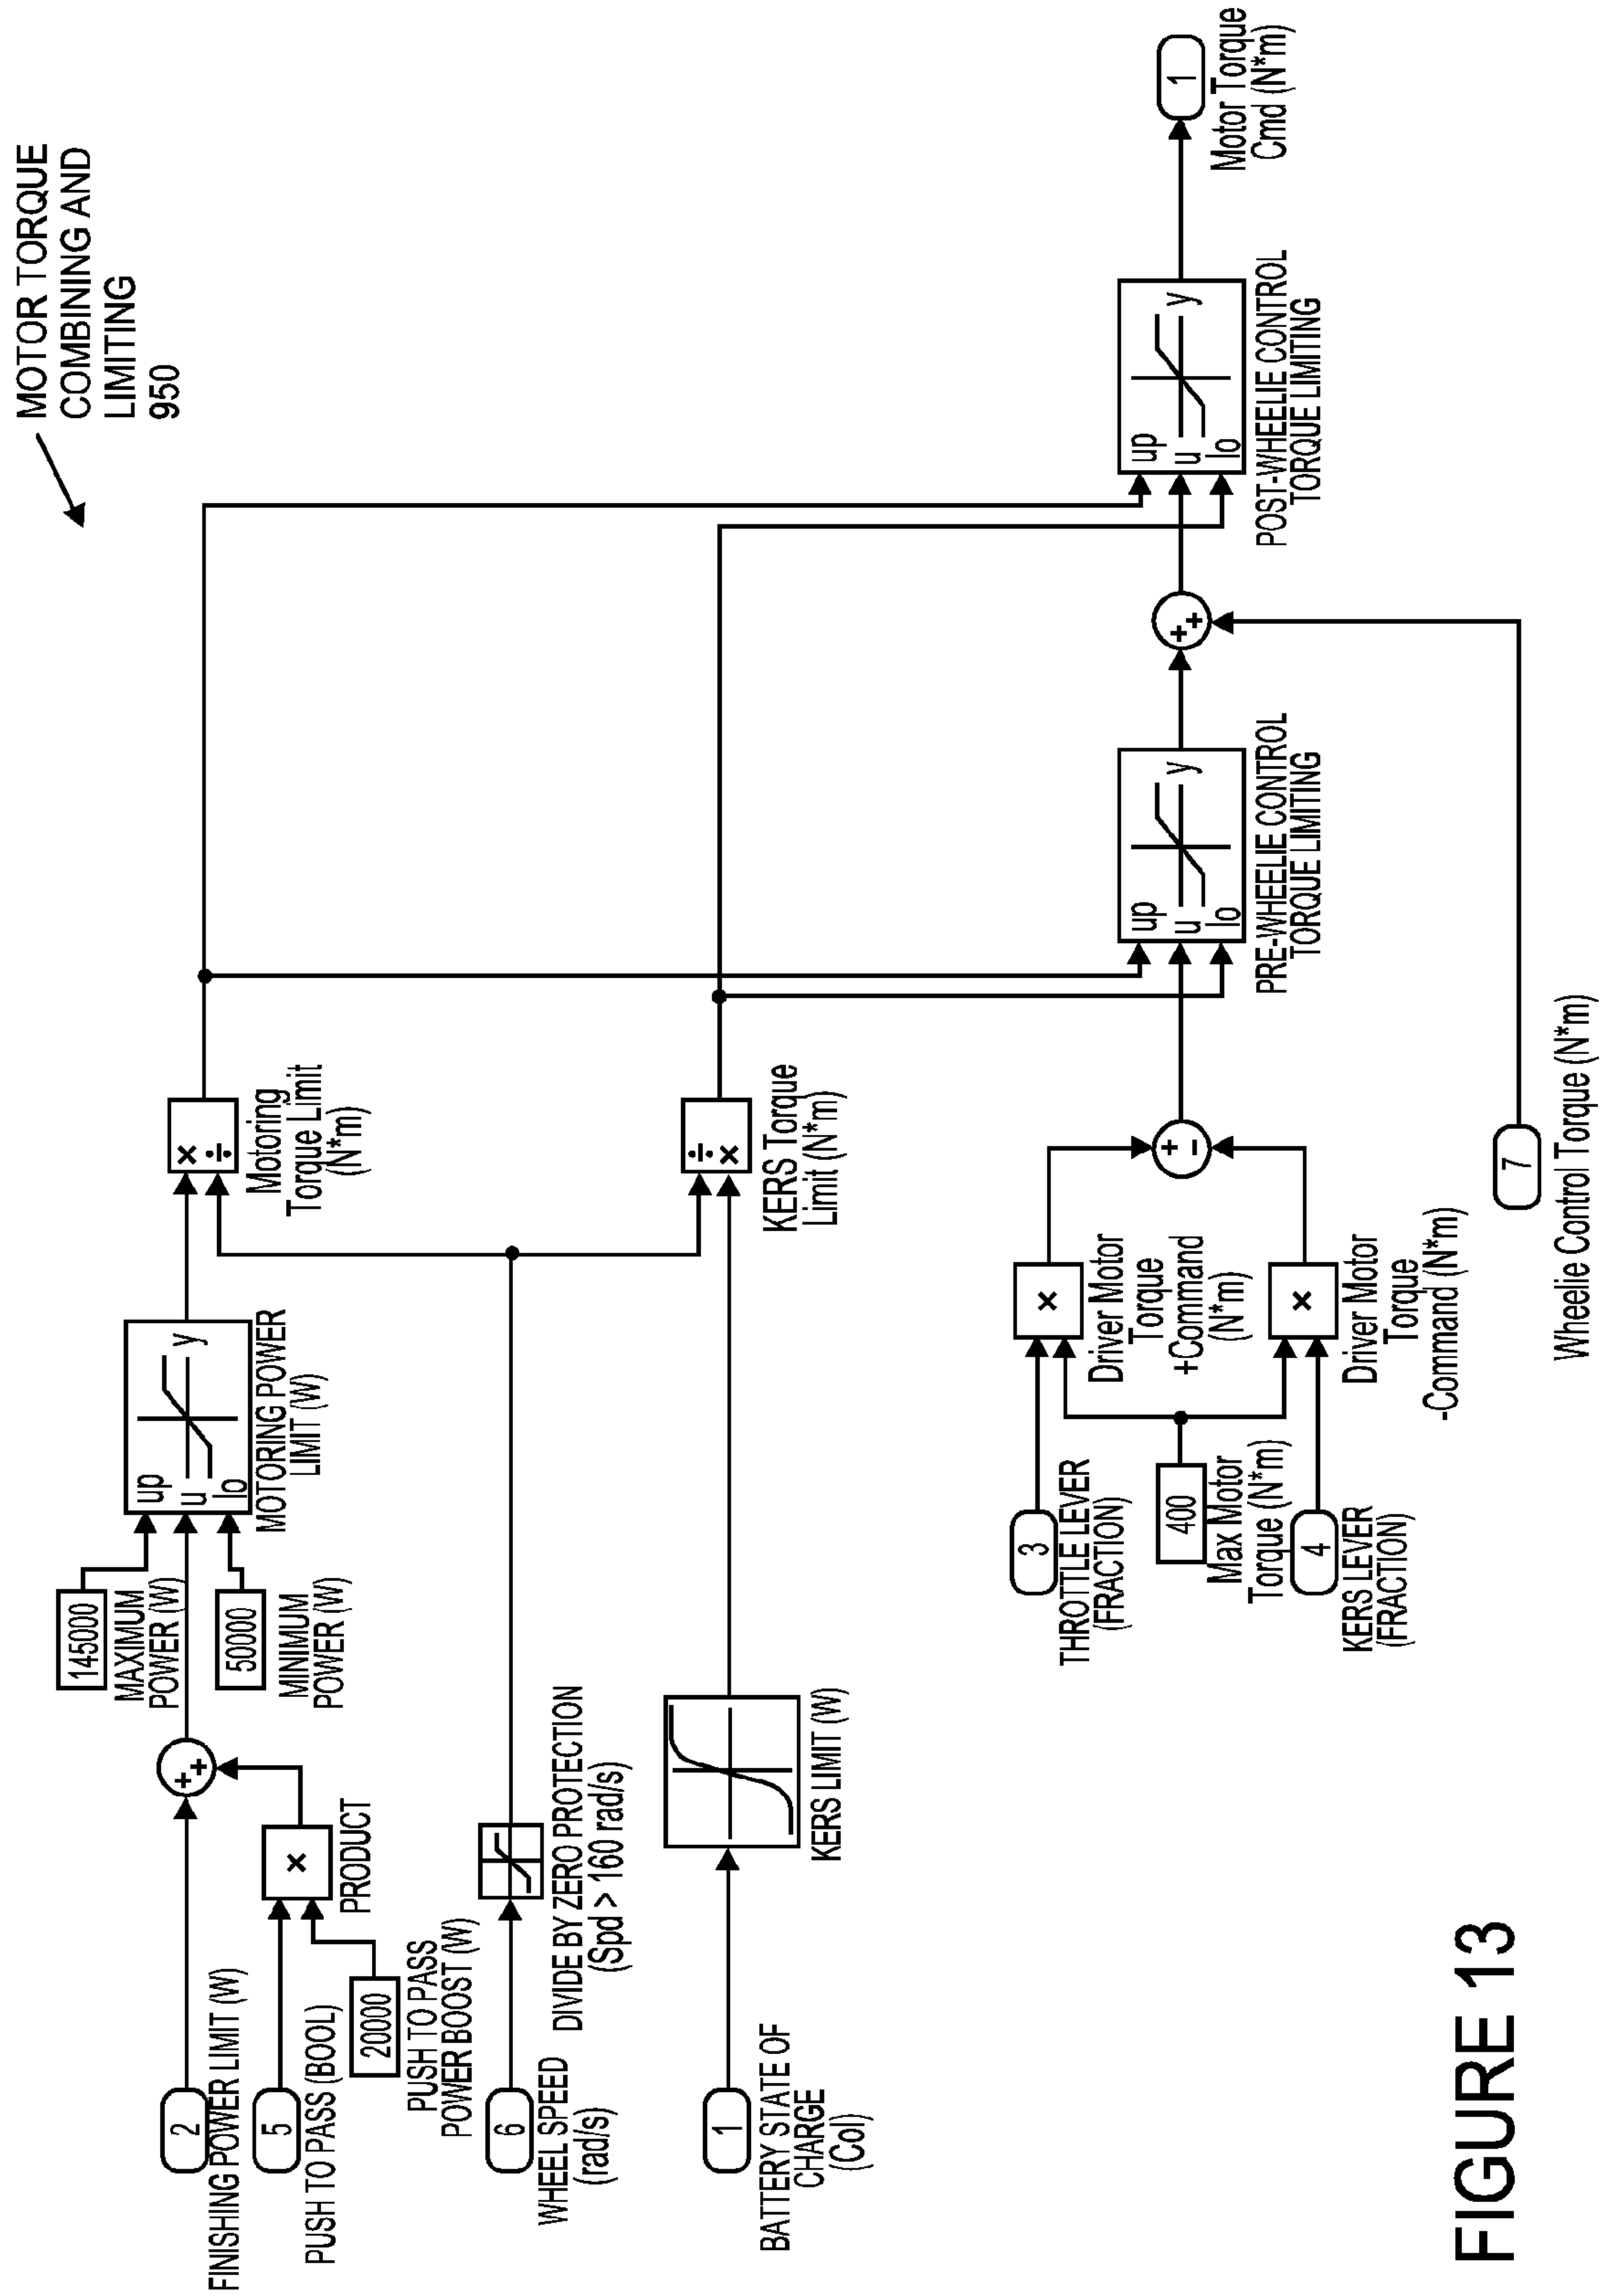 MOTOR TORQUE
COMBINING AND
LIMITING
950
2
FINISHING POWER LIMIT (W)
5
PUSH TO PASS (BOOL)
20000
PUSH TO PASS
POWER BOOST (W)
×
PRODUCT
+
+
145000
MAXIMUM
POWER (W)
50000
MINIMUM
POWER (W)
up
u
lo
y
MOTORING POWER
LIMIT (W)
×
÷
Motoring
Torque Limit
(N*m)
6
WHEEL SPEED
(rad/s)
DIVIDE BY ZERO PROTECTION
(Spd > 160 rad/s)
1
BATTERY STATE OF
CHARGE
(Col)
KERS LIMIT (W)
÷
×
KERS Torque
Limit (N*m)
3
THROTTLE LEVER
(FRACTION)
400
Max Motor
Torque (N*m)
4
KERS LEVER
(FRACTION)
×
Driver Motor
Torque
+Command
(N*m)
×
Driver Motor
Torque
-Command (N*m)
+
-
up
u
lo
y
PRE-WHEELIE CONTROL
TORQUE LIMITING
7
Wheelie Control Torque (N*m)
+
+
up
u
lo
y
POST-WHEELIE CONTROL
TORQUE LIMITING
1
Motor Torque
Cmd (N*m)
FIGURE 13